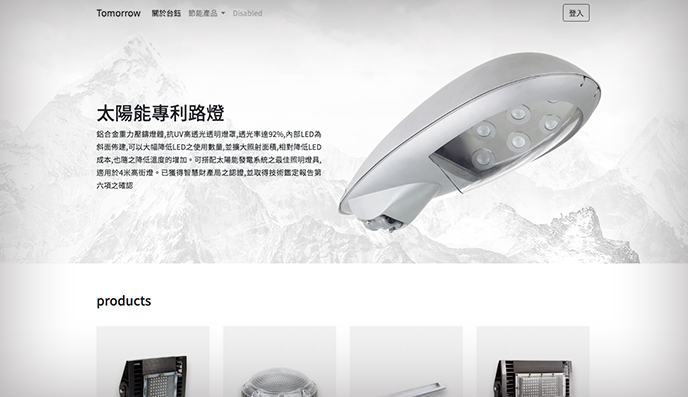 Tomorrow 關於台鈺 節能產品 Disabled 登入
太陽能專利路燈
鋁合金重力壓鑄燈體,抗UV高透光透明燈罩,透光率達92%,內部LED為
斜面佈建,可以大幅降低LED之使用數量,並擴大照射面積,相對降低LED
成本,也隨之降低溫度的增加。可搭配太陽能發電系統之最佳照明燈具,
適用於4米高街燈。已獲得智慧財產局之認證,並取得技術鑑定報告第
六項之確認
products